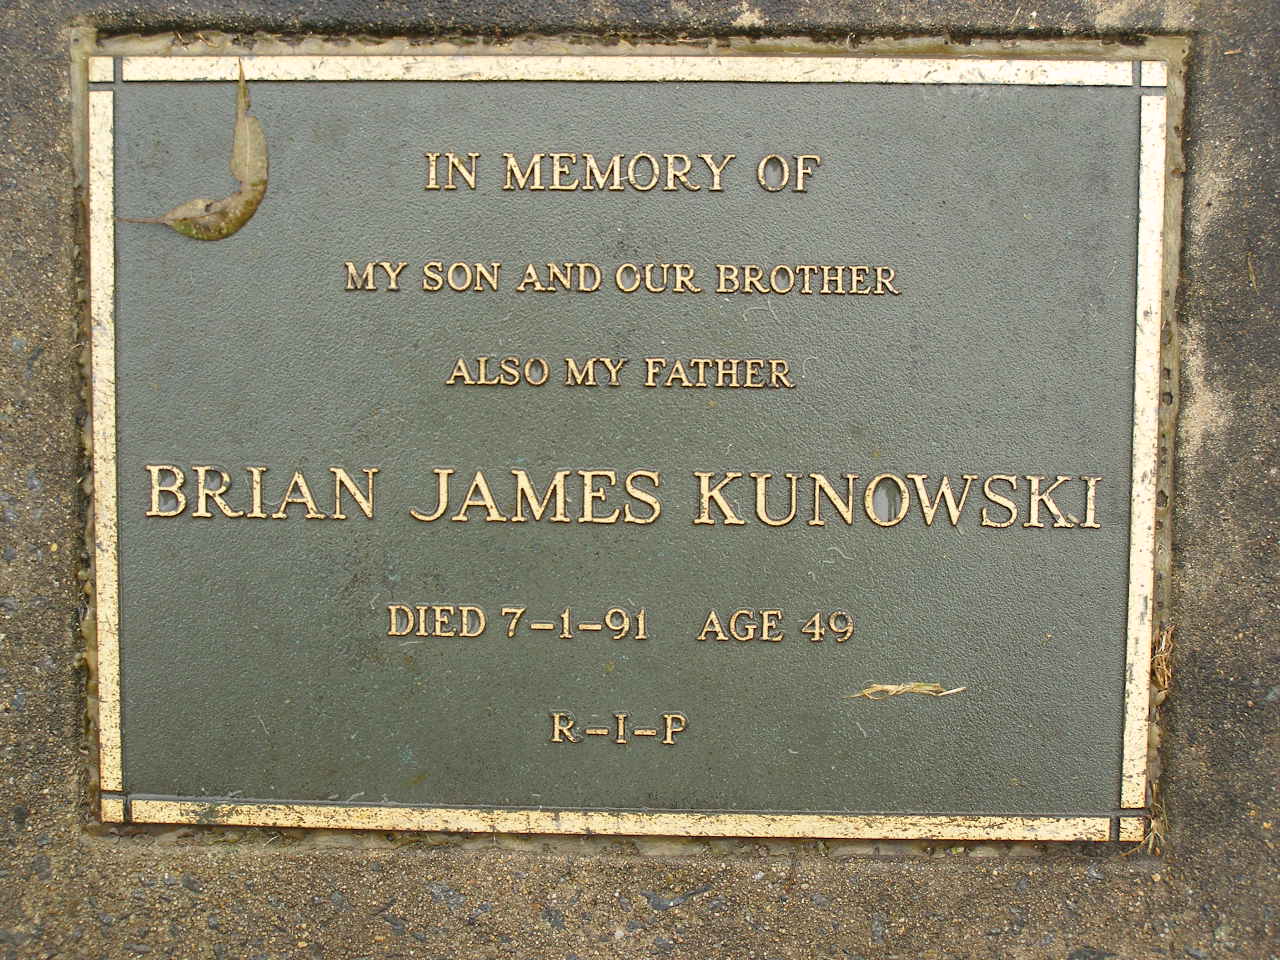 IN MEMORY OF
MY SON AND OUR BROTHER
ALSO MY FATHER
BRIAN JAMES KUNOWSKI
DIED 7-1-91 AGE 49
R-I-P